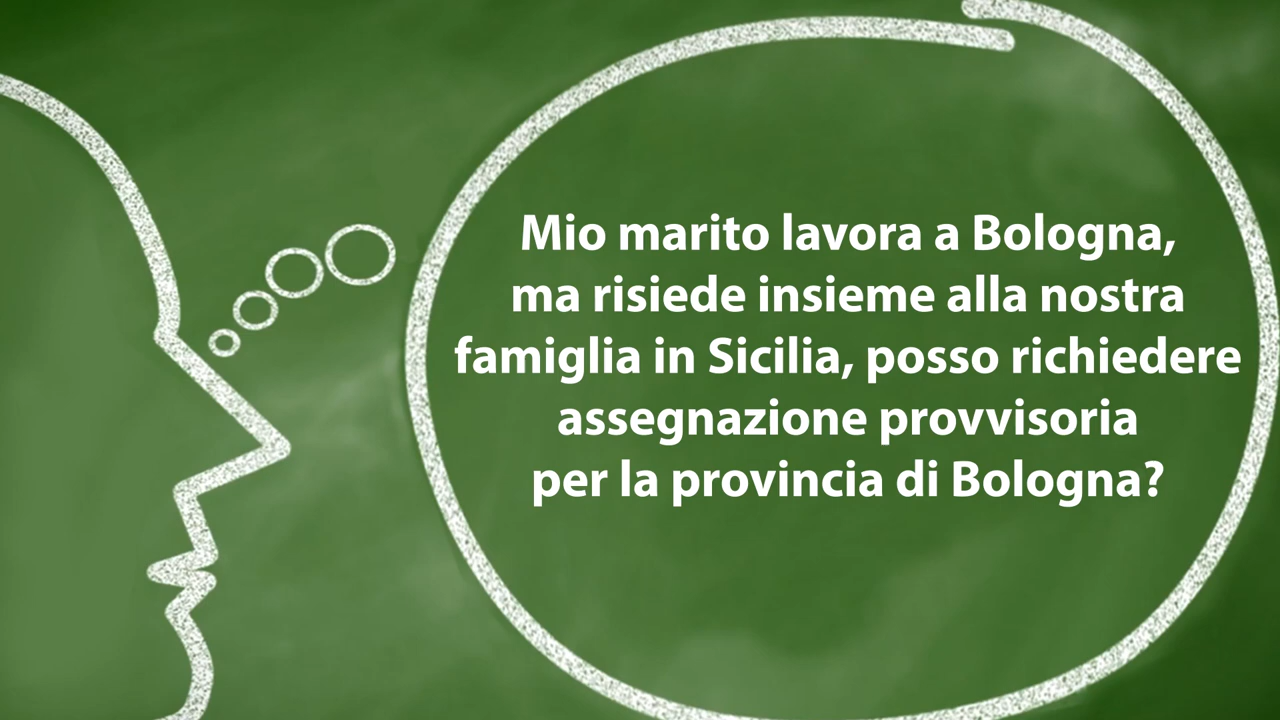 Mio marito lavora a Bologna,
ma risiede insieme alla nostra
famiglia in Sicilia, posso richiedere
assegnazione provvisoria
per la provincia di Bologna?